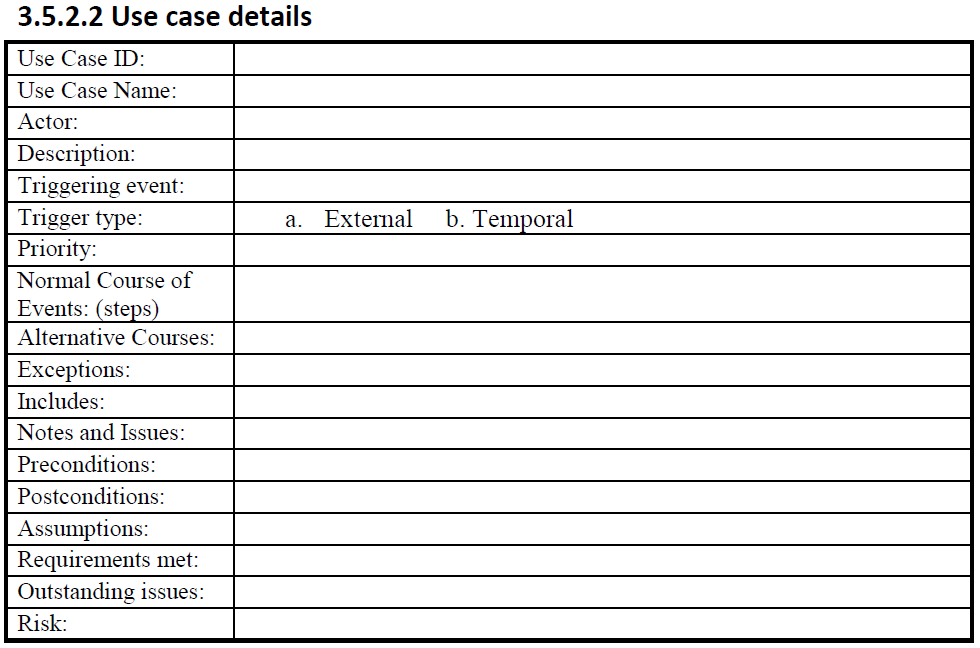 3.5.2.2 Use case details
Use Case ID:
Use Case Name:
Actor:
Description:
Triggering event:
Trigger type: a. External b. Temporal
Priority:
Normal Course of
Events: (steps)
Alternative Courses:
Exceptions:
Includes:
Notes and Issues:
Preconditions:
Postconditions:
Assumptions:
Requirements met:
Outstanding issues:
Risk: